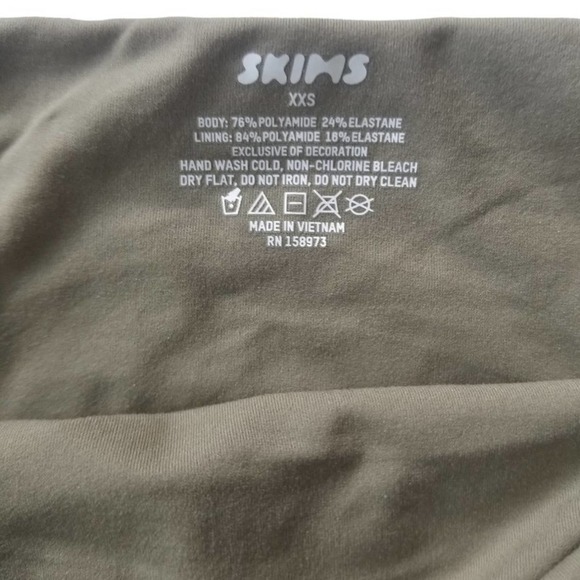 SKIMS
XXS
BODY: 76% POLYAMIDE 24% ELASTANE
LINING: 84% POLYAMIDE 16% ELASTANE
EXCLUSIVE OF DECORATION
HAND WASH COLD, NON-CHLORINE BLEACH
DRY FLAT, DO NOT IRON, DO NOT DRY CLEAN
MADE IN VIETNAM
RN 158973